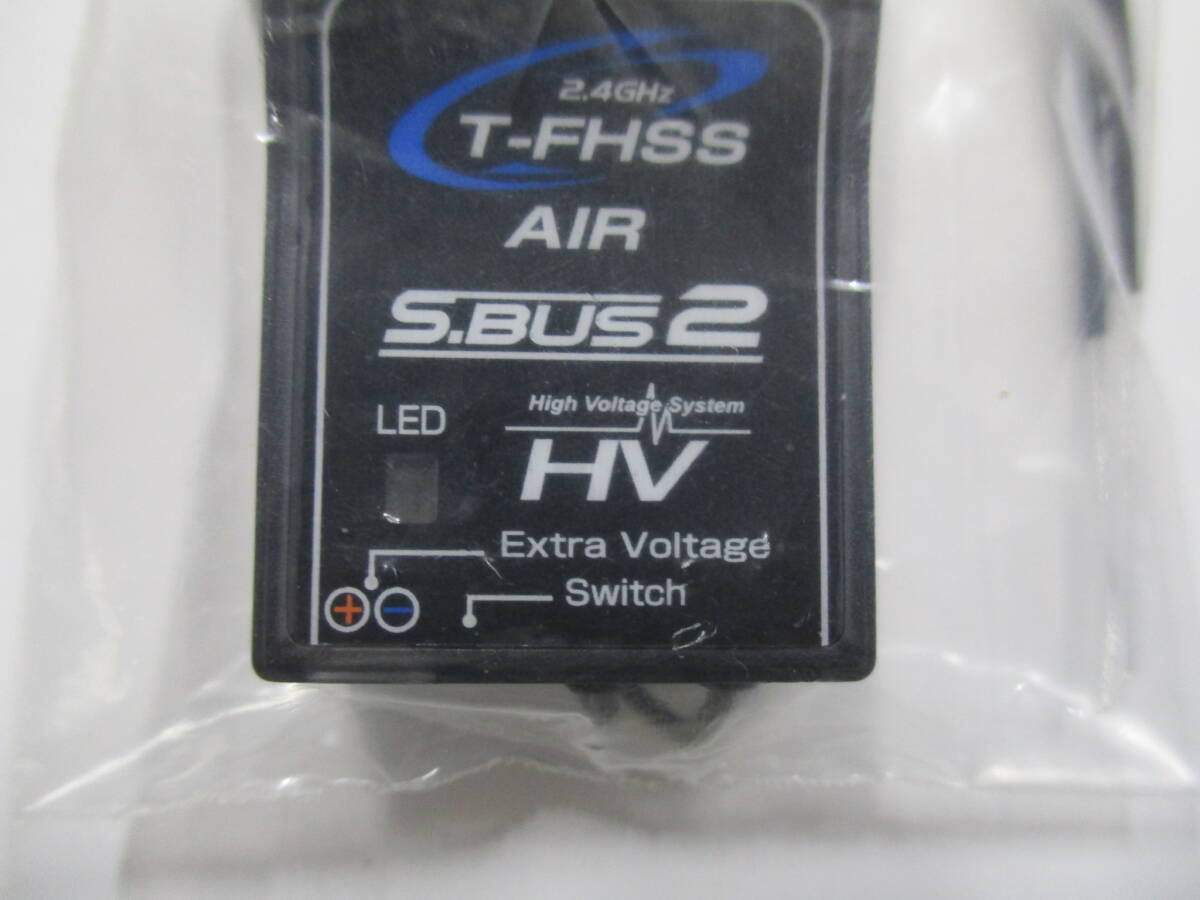 2.4GHz
T-FHSS
AIR
S.BUS2
High Voltage System
LED
HV
Extra Voltage
Switch